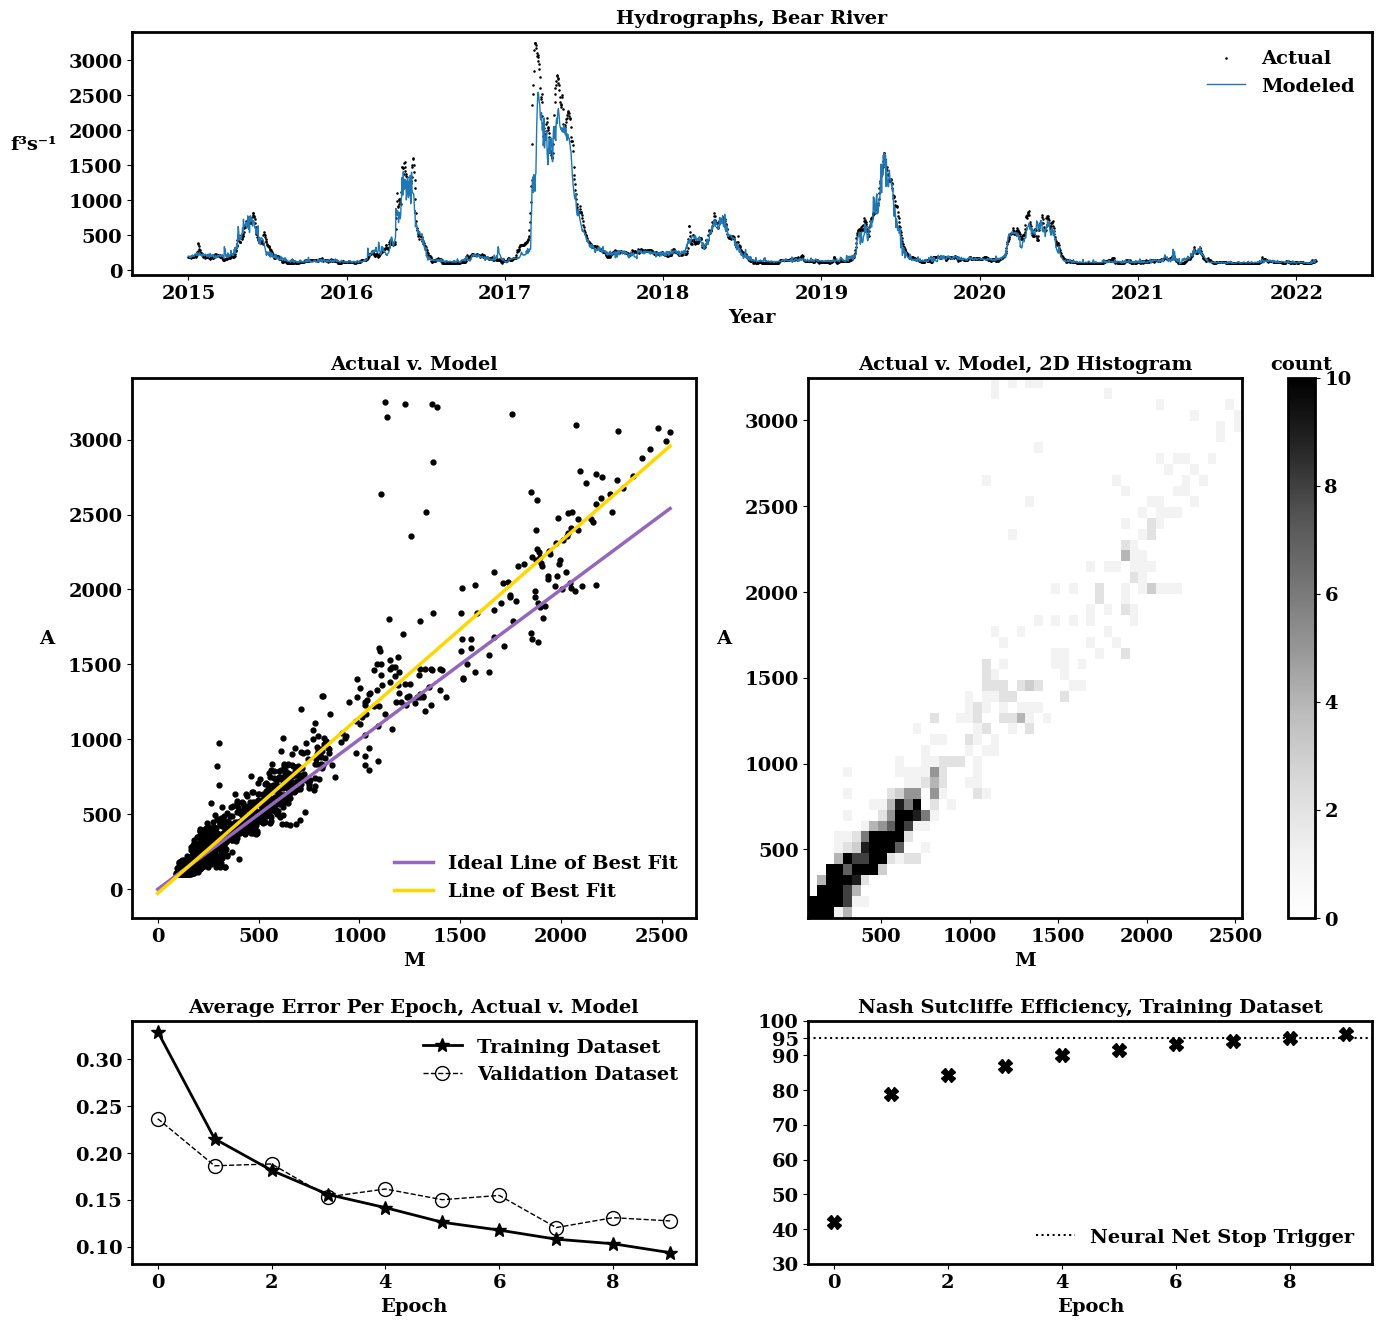 Hydrographs, Bear River
3000
2500
2000
1500
1000
500
0
f³s⁻¹
Actual
Modeled
2015 2016 2017 2018 2019 2020 2021 2022
Year
Actual v. Model
3000
2500
2000
1500
1000
500
0
A
Ideal Line of Best Fit
Line of Best Fit
0 500 1000 1500 2000 2500
M
Actual v. Model, 2D Histogram
3000
2500
2000
1500
1000
500
A
500 1000 1500 2000 2500
M
count
10
8
6
4
2
0
Average Error Per Epoch, Actual v. Model
0.30
0.25
0.20
0.15
0.10
Training Dataset
Validation Dataset
0 2 4 6 8
Epoch
Nash Sutcliffe Efficiency, Training Dataset
100
95
90
80
70
60
50
40
30
Neural Net Stop Trigger
0 2 4 6 8
Epoch